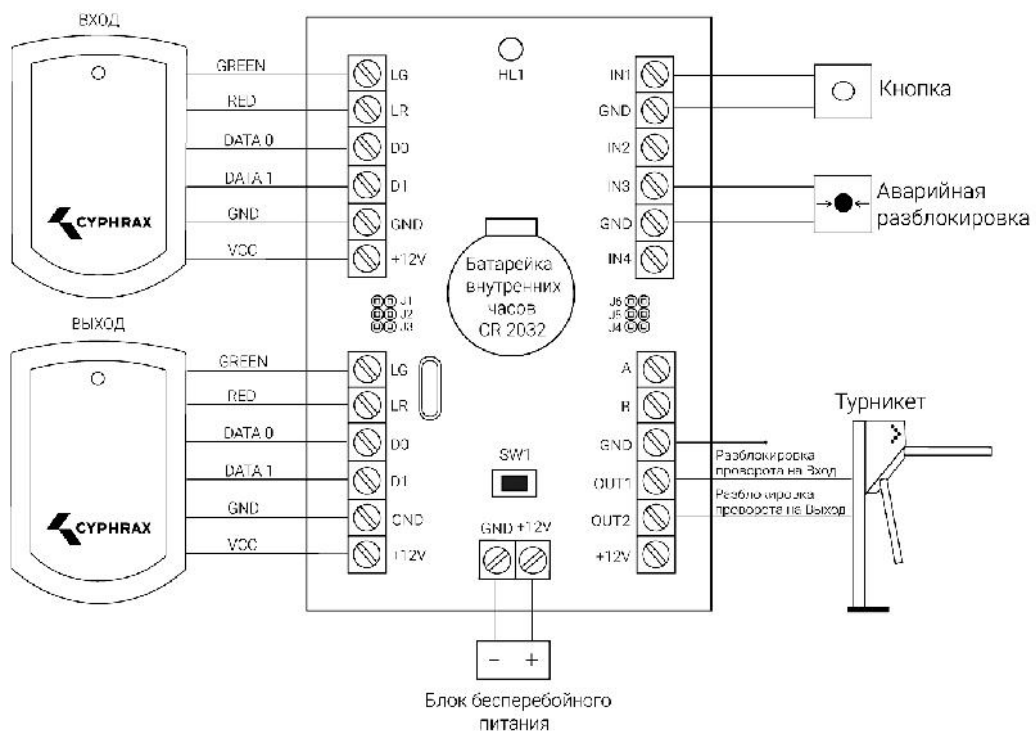 ВХОД
GREEN
RED
DATA 0
DATA 1
GND
VCC
CYPHRAX
LG
LR
D0
D1
GND
+12V
HL1
IN1
GND
IN2
IN3
GND
IN4
Кнопка
Аварийная
разблокировка
Батарейка
внутренних
часов
CR 2032
J1
J2
J3
J6
J5
J4
ВЫХОД
GREEN
RED
DATA 0
DATA 1
GND
VCC
CYPHRAX
LG
LR
D0
D1
GND
+12V
SW1
GND +12V
A
B
GND
OUT1
OUT2
+12V
Разблокировка
проворота на Вход
Разблокировка
проворота на Выход
Турникет
- +
Блок бесперебойного
питания